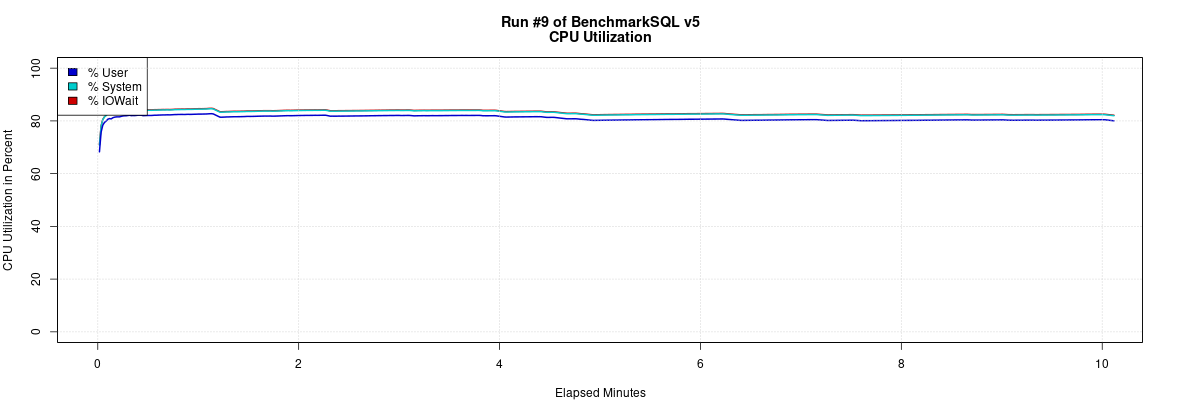 Run #9 of BenchmarkSQL v5
CPU Utilization
% User
% System
% IOWait
CPU Utilization in Percent
100
80
60
40
20
0
0 2 4 6 8 10
Elapsed Minutes